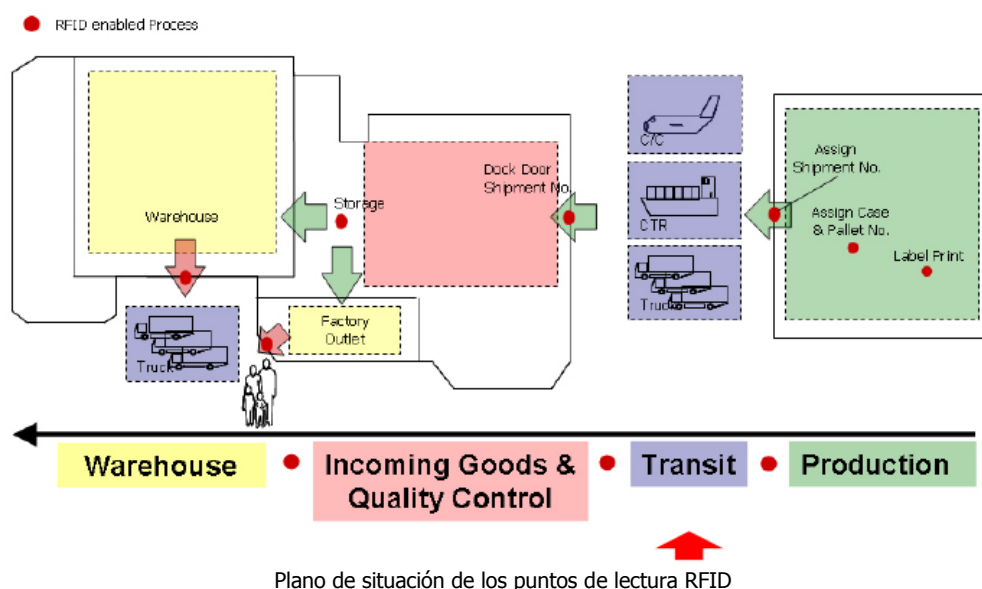 RFID enabled Process
C/C
Assign
Shipment No.
Dock Door
Shipment No.
Storage
Warehouse
CTR
Assign Case
& Pallet No.
Label Print
Truck
Factory
Outlet
Truck
Warehouse
Incoming Goods &
Quality Control
Transit
Production
Plano de situación de los puntos de lectura RFID